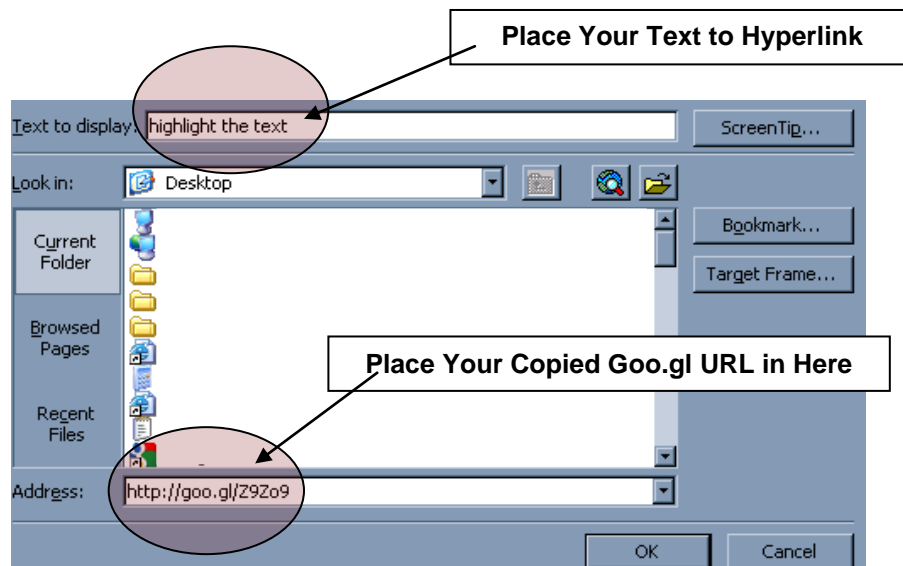 Place Your Text to Hyperlink
Text to display: highlight the text
ScreenTip...
Look in: Desktop
Bookmark...
Current
Folder
Target Frame...
Browsed
Pages
Place Your Copied Goo.gl URL in Here
Recent
Files
Address: http://goo.gl/Z9Zo9
OK Cancel